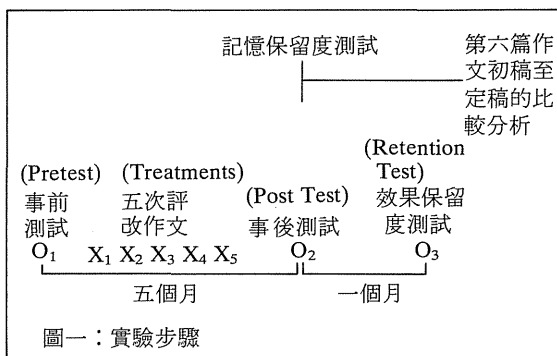 記憶保留度測試
第六篇作
文初稿至
定稿的比
較分析
(Pretest)
事前
測試
O₁
(Treatments)
五次評
改作文
X₁ X₂ X₃ X₄ X₅
(Post Test)
事後測試
O₂
(Retention
Test)
效果保留
度測試
O₃
五個月
一個月
圖一：實驗步驟